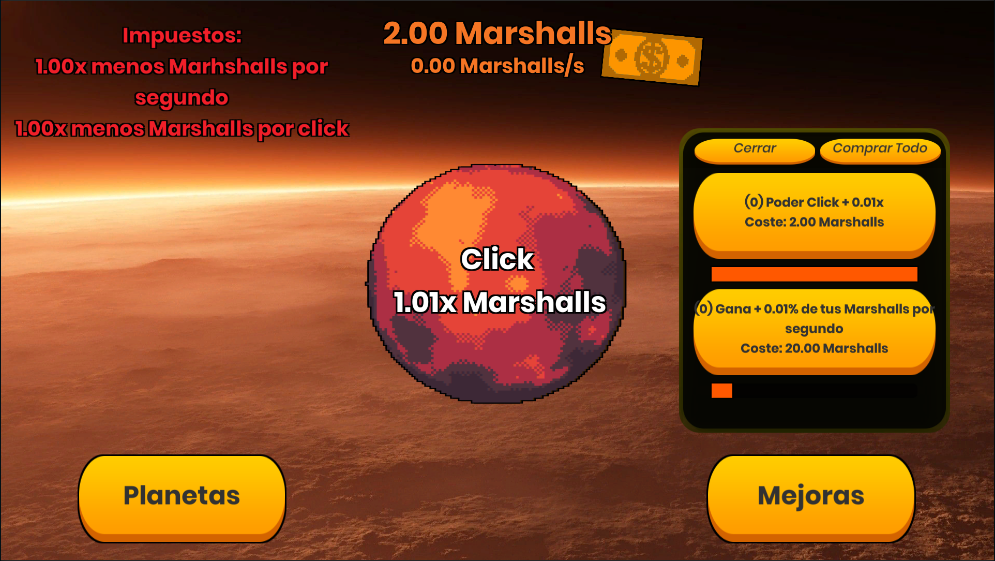 Impuestos:
1.00x menos Marhshalls por
segundo
1.00x menos Marshalls por click
2.00 Marshalls
0.00 Marshalls/s
Click
1.01x Marshalls
Cerrar
Comprar Todo
(0) Poder Click + 0.01x
Coste: 2.00 Marshalls
(0) Gana + 0.01% de tus Marshalls por
segundo
Coste: 20.00 Marshalls
Planetas
Mejoras